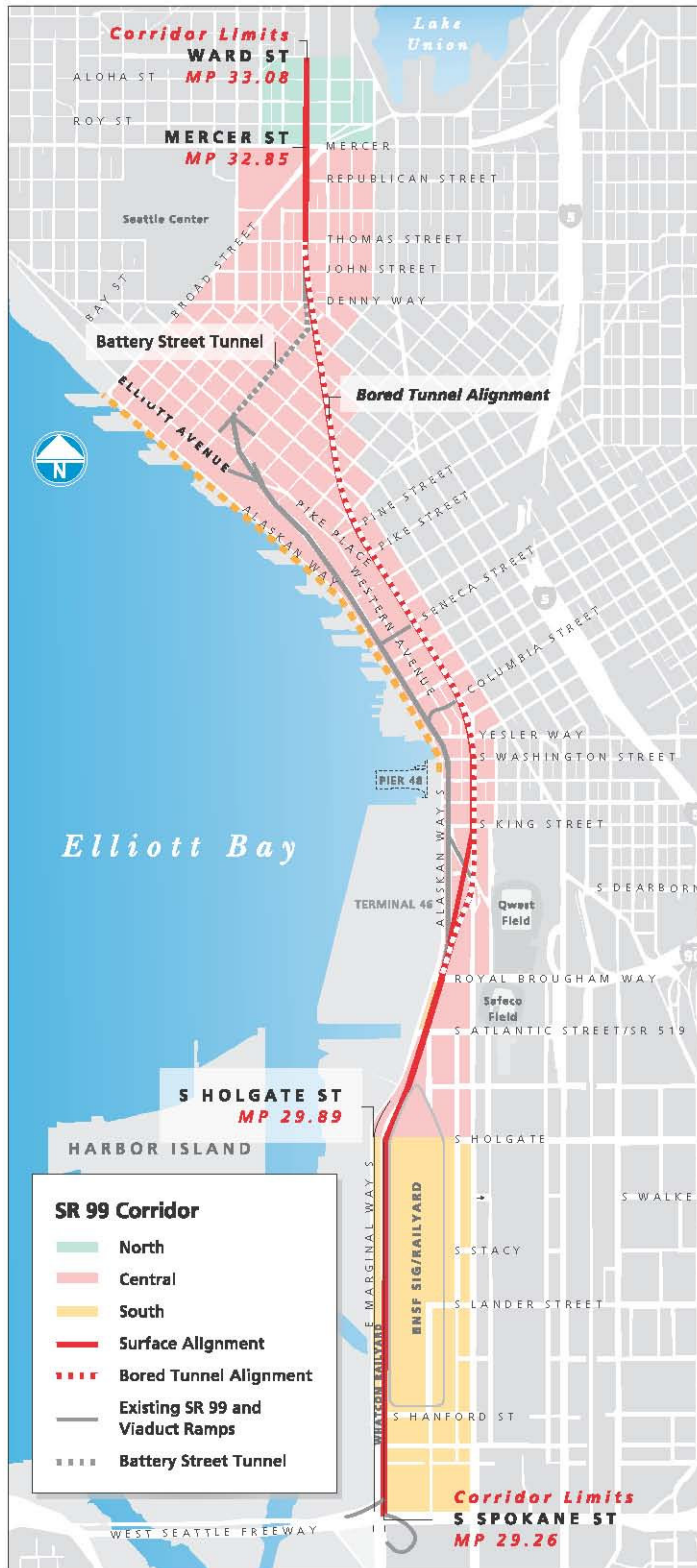 Lake
Union
Corridor Limits
WARD ST
MP 33.08
ALOHA ST
ROY ST
MERCER ST
MP 32.85
MERCER
REPUBLICAN STREET
5
Seattle Center
THOMAS STREET
JOHN STREET
DENNY WAY
BAY ST
BROAD STREET
Battery Street Tunnel
Bored Tunnel Alignment
ELLIOTT AVENUE
N
ALASKAN WAY
PIKE PLACE
WESTERN AVENUE
PINE STREET
PIKE STREET
SENECA STREET
5
COLUMBIA STREET
YESLER WAY
S WASHINGTON STREET
PIER 48
ALASKAN WAY S
S KING STREET
Elliott Bay
S DEARBORN
TERMINAL 46
Qwest
Field
90
ROYAL BROUGHAM WAY
Safeco
Field
S ATLANTIC STREET/SR 519
S HOLGATE ST
MP 29.89
HARBOR ISLAND
S HOLGATE
E MARGINAL WAY S
BNSF SIG/RAILYARD
S WALKE
S STACY
S LANDER STREET
WHATCOM RAILYARD
S HANFORD ST
SR 99 Corridor
North
Central
South
Surface Alignment
Bored Tunnel Alignment
Existing SR 99 and
Viaduct Ramps
Battery Street Tunnel
Corridor Limits
S SPOKANE ST
MP 29.26
WEST SEATTLE FREEWAY